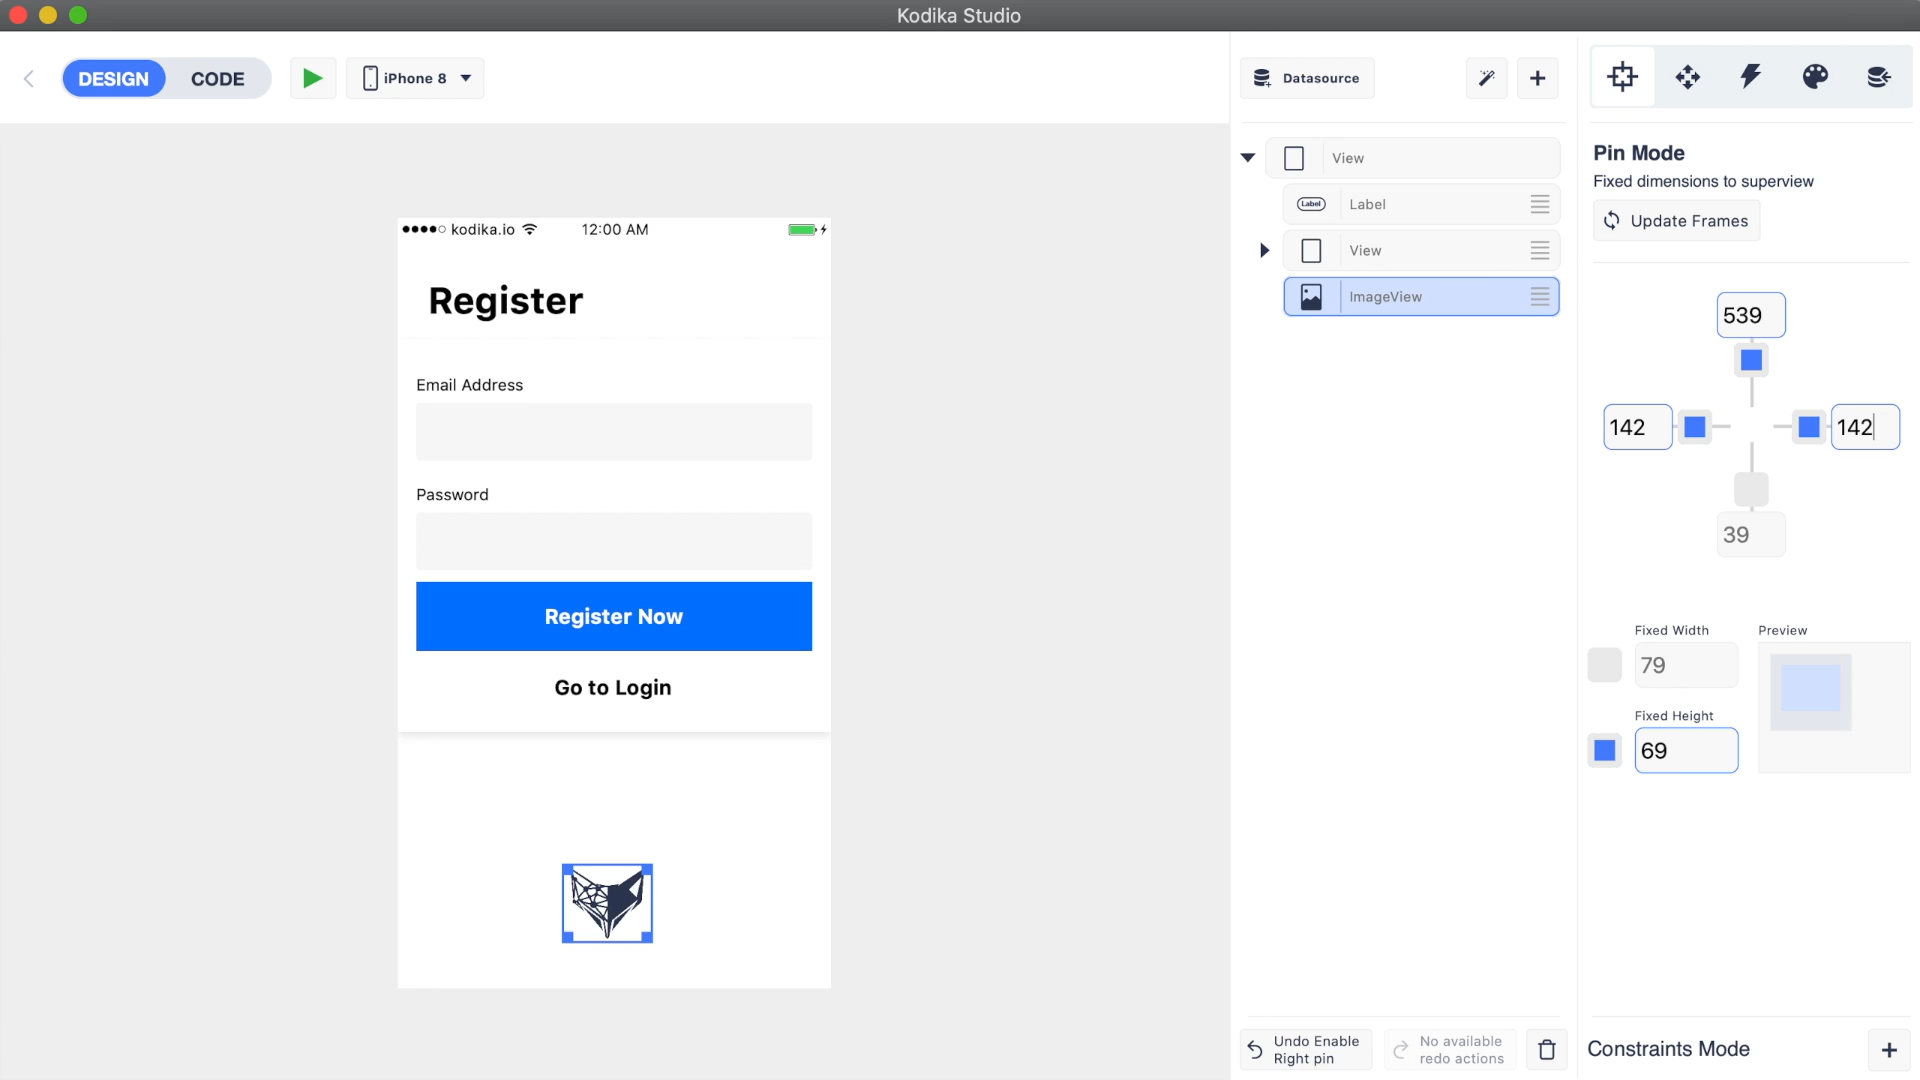 Kodika Studio
DESIGN
CODE
iPhone 8
Datasource
View
Label
Label
View
ImageView
Pin Mode
Fixed dimensions to superview
Update Frames
539
142
142
39
Fixed Width
79
Preview
Fixed Height
69
kodika.io
12:00 AM
Register
Email Address
Password
Register Now
Go to Login
Undo Enable
Right pin
No available
redo actions
Constraints Mode